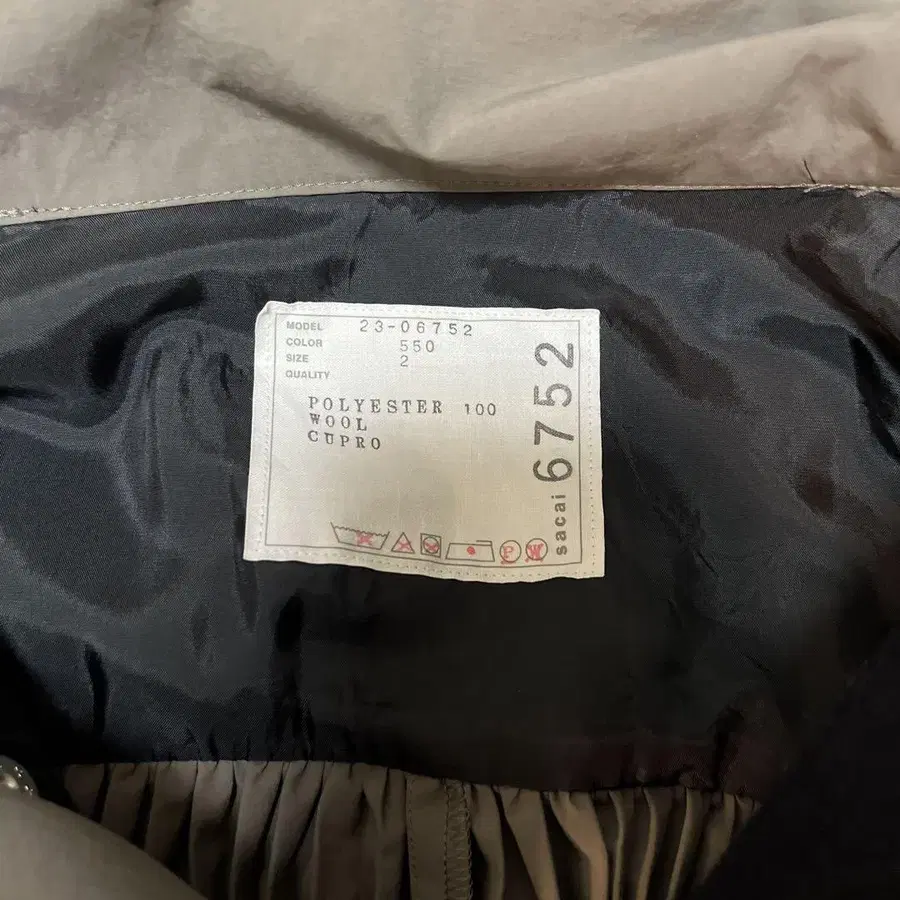 MODEL 23-06752
COLOR 550
SIZE 2
QUALITY
POLYESTER 100
WOOL
CUPRO
P W
sacai 6752